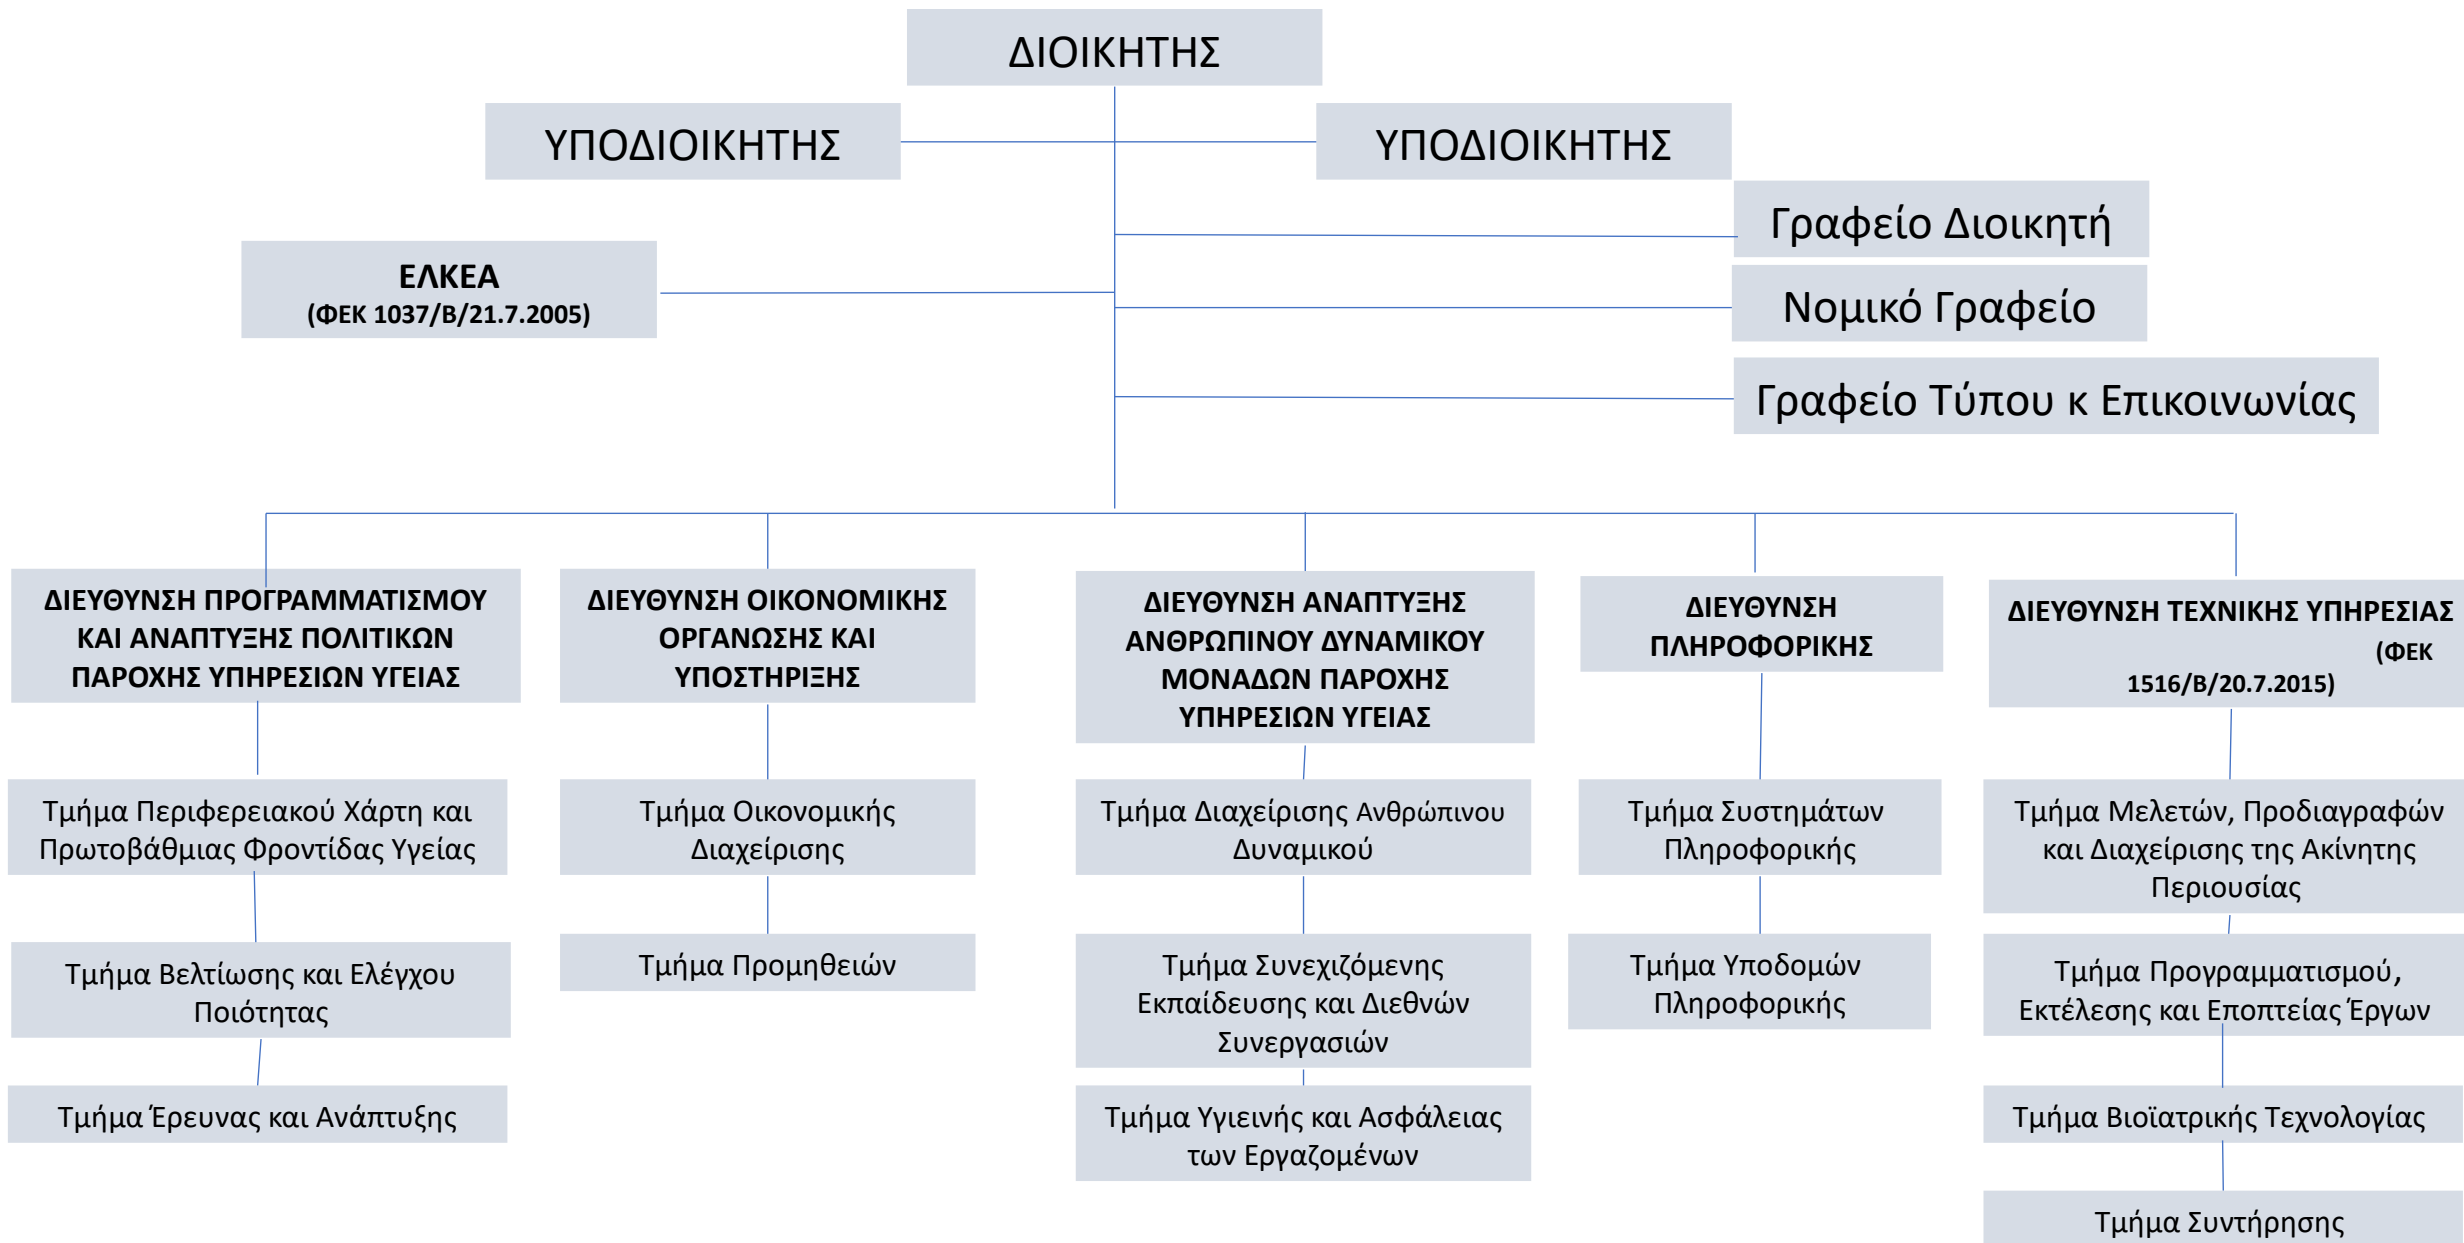 ΔΙΟΙΚΗΤΗΣ
ΥΠΟΔΙΟΙΚΗΤΗΣ
ΥΠΟΔΙΟΙΚΗΤΗΣ
Γραφείο Διοικητή
ΕΛΚΕΑ
(ΦΕΚ 1037/Β/21.7.2005)
Νομικό Γραφείο
Γραφείο Τύπου κ Επικοινωνίας
ΔΙΕΥΘΥΝΣΗ ΠΡΟΓΡΑΜΜΑΤΙΣΜΟΥ
ΚΑΙ ΑΝΑΠΤΥΞΗΣ ΠΟΛΙΤΙΚΩΝ
ΠΑΡΟΧΗΣ ΥΠΗΡΕΣΙΩΝ ΥΓΕΙΑΣ
ΔΙΕΥΘΥΝΣΗ ΟΙΚΟΝΟΜΙΚΗΣ
ΟΡΓΑΝΩΣΗΣ ΚΑΙ
ΥΠΟΣΤΗΡΙΞΗΣ
ΔΙΕΥΘΥΝΣΗ ΑΝΑΠΤΥΞΗΣ
ΑΝΘΡΩΠΙΝΟΥ ΔΥΝΑΜΙΚΟΥ
ΜΟΝΑΔΩΝ ΠΑΡΟΧΗΣ
ΥΠΗΡΕΣΙΩΝ ΥΓΕΙΑΣ
ΔΙΕΥΘΥΝΣΗ
ΠΛΗΡΟΦΟΡΙΚΗΣ
ΔΙΕΥΘΥΝΣΗ ΤΕΧΝΙΚΗΣ ΥΠΗΡΕΣΙΑΣ
(ΦΕΚ
1516/Β/20.7.2015)
Τμήμα Περιφερειακού Χάρτη και
Πρωτοβάθμιας Φροντίδας Υγείας
Τμήμα Οικονομικής
Διαχείρισης
Τμήμα Διαχείρισης Ανθρώπινου
Δυναμικού
Τμήμα Συστημάτων
Πληροφορικής
Τμήμα Μελετών, Προδιαγραφών
και Διαχείρισης της Ακίνητης
Περιουσίας
Τμήμα Βελτίωσης και Ελέγχου
Ποιότητας
Τμήμα Προμηθειών
Τμήμα Συνεχιζόμενης
Εκπαίδευσης και Διεθνών
Συνεργασιών
Τμήμα Υποδομών
Πληροφορικής
Τμήμα Προγραμματισμού,
Εκτέλεσης και Εποπτείας Έργων
Τμήμα Έρευνας και Ανάπτυξης
Τμήμα Υγιεινής και Ασφάλειας
των Εργαζομένων
Τμήμα Βιοϊατρικής Τεχνολογίας
Τμήμα Συντήρησης